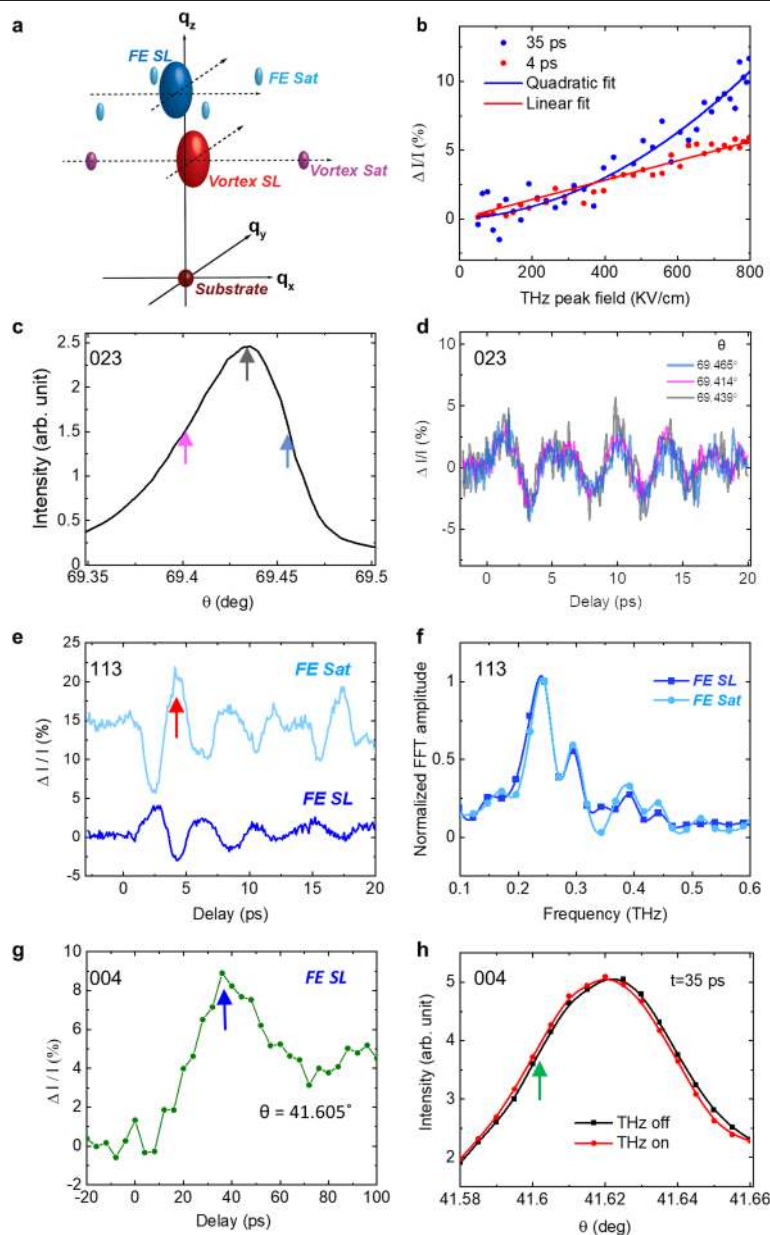 a
q_z
FE SL
FE Sat
Vortex Sat
Vortex SL
q_y
q_x
Substrate
b
35 ps
4 ps
Quadratic fit
Linear fit
Δ I/I (%)
10
5
0
0 200 400 600 800
THz peak field (KV/cm)
c
023
Intensity (arb. unit)
2.5
2
1.5
1
0.5
0
69.35 69.4 69.45 69.5
θ (deg)
d
023
θ
69.465°
69.414°
69.439°
Δ I/I (%)
10
5
0
-5
0 5 10 15 20
Delay (ps)
e
113
FE Sat
FE SL
Δ I / I (%)
25
20
15
10
5
0
-5
0 5 10 15 20
Delay (ps)
f
113
FE SL
FE Sat
Normalized FFT amplitude
1
0.5
0
0.1 0.2 0.3 0.4 0.5 0.6
Frequency (THz)
g
004
FE SL
Δ I / I (%)
10
8
6
4
2
0
-2
θ = 41.605°
-20 0 20 40 60 80 100
Delay (ps)
h
004
t=35 ps
Intensity (arb. unit)
5
4
3
2
THz off
THz on
41.58 41.6 41.62 41.64 41.66
θ (deg)